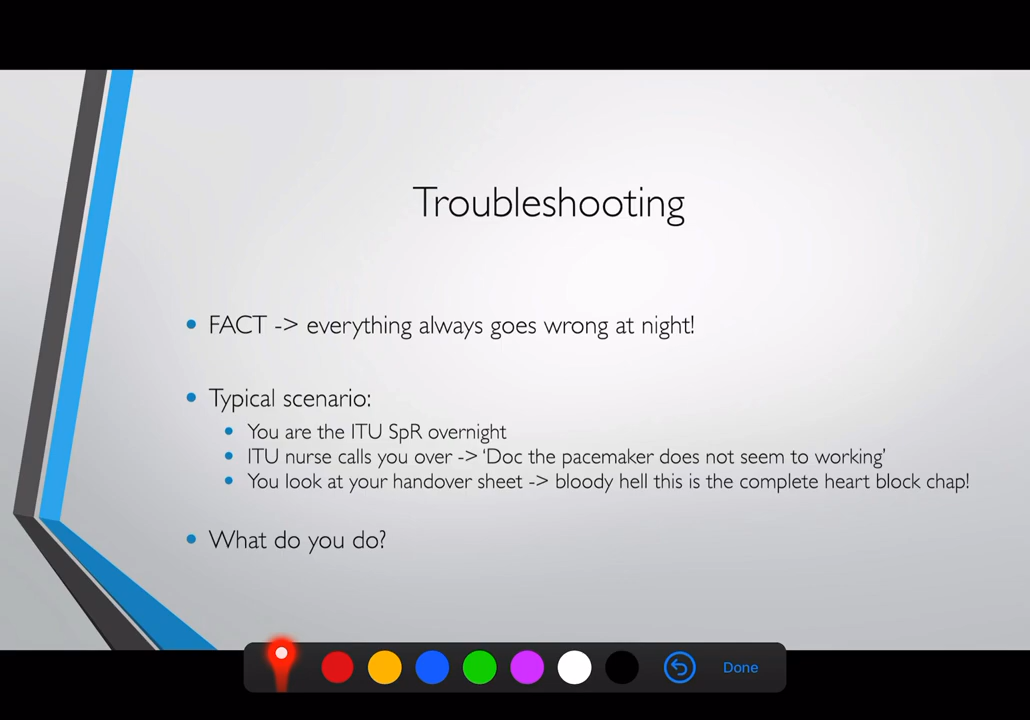 Troubleshooting
FACT -> everything always goes wrong at night!
Typical scenario:
You are the ITU SpR overnight
ITU nurse calls you over -> ‘Doc the pacemaker does not seem to working’
You look at your handover sheet -> bloody hell this is the complete heart block chap!
What do you do?
Done